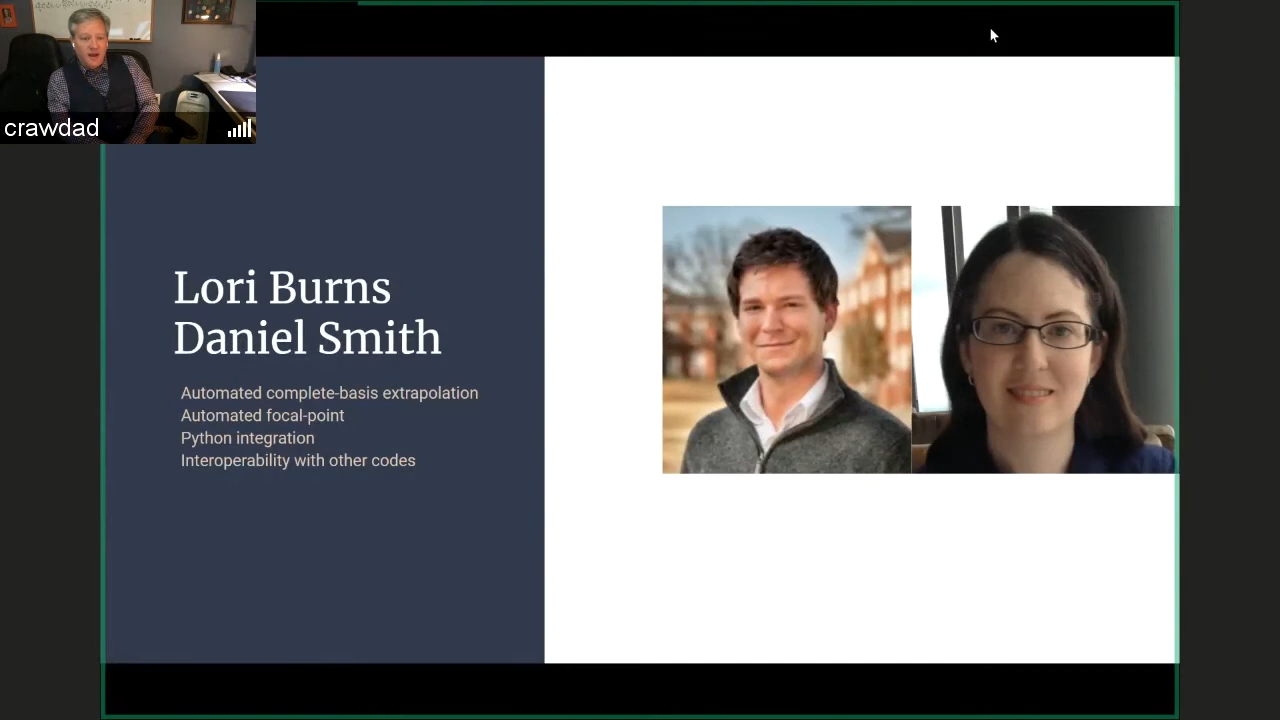 crawdad
Lori Burns
Daniel Smith
Automated complete-basis extrapolation
Automated focal-point
Python integration
Interoperability with other codes